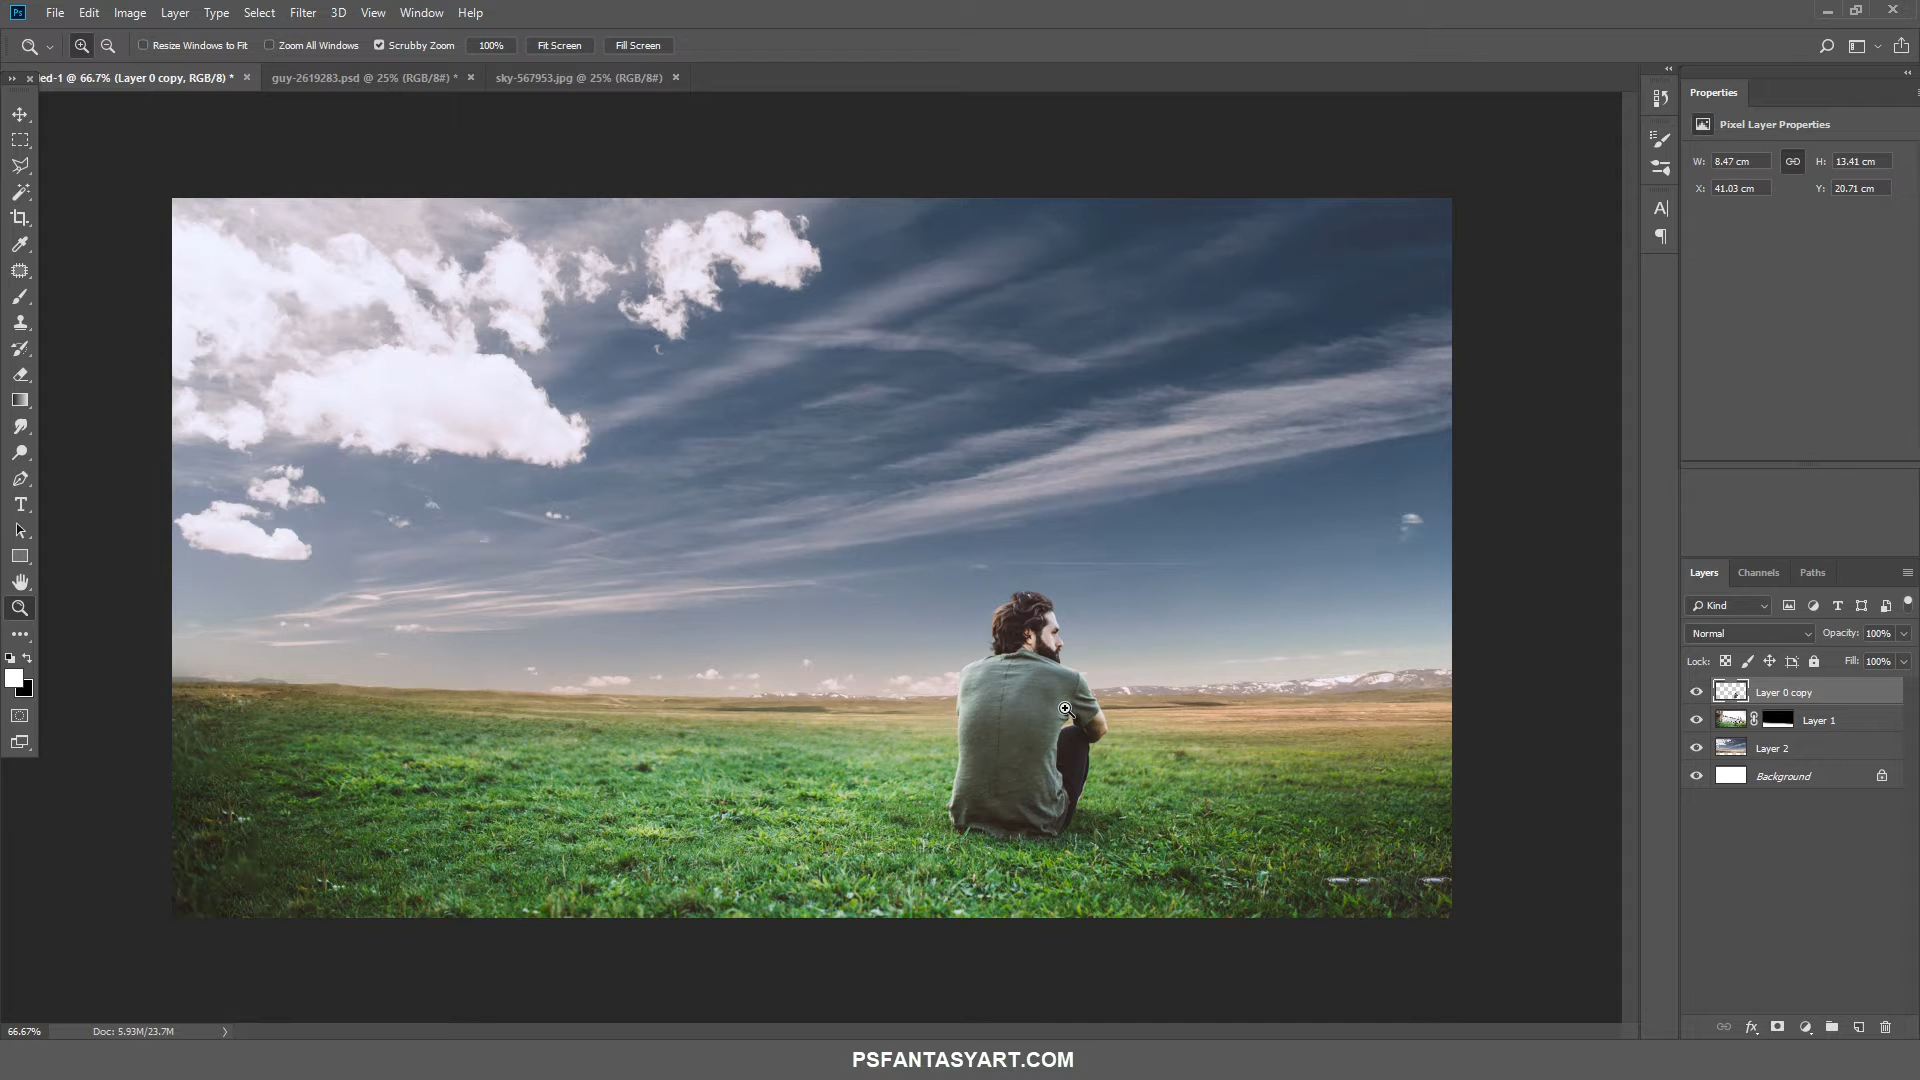 Ps File Edit Image Layer Type Select Filter 3D View Window Help
Resize Windows to Fit Zoom All Windows Scrubby Zoom 100% Fit Screen Fill Screen
ed-1 @ 66.7% (Layer 0 copy, RGB/8) * guy-2619283.psd @ 25% (RGB/8#) * sky-567953.jpg @ 25% (RGB/8#)
Properties
Pixel Layer Properties
W: 8.47 cm H: 13.41 cm
X: 41.03 cm Y: 20.71 cm
Layers Channels Paths
Kind
Normal Opacity: 100%
Lock: Fill: 100%
Layer 0 copy
Layer 1
Layer 2
Background
66.67% Doc: 5.93M/23.7M
PSFANTASYART.COM